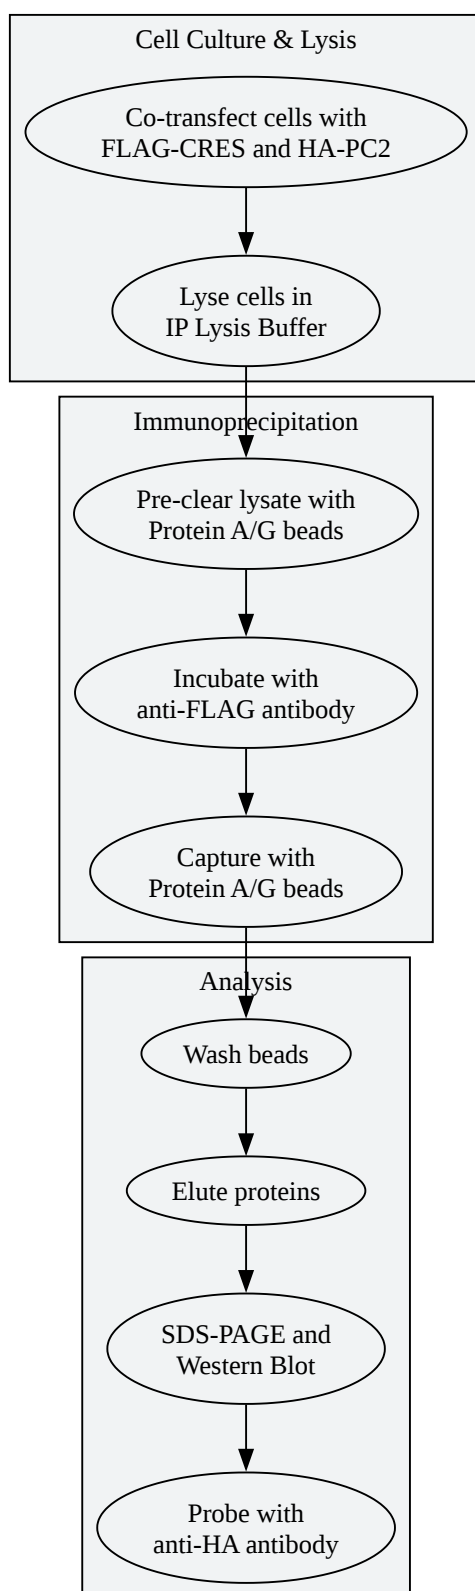 Cell Culture & Lysis
Co-transfect cells with
FLAG-CRES and HA-PC2
Lyse cells in
IP Lysis Buffer
Immunoprecipitation
Pre-clear lysate with
Protein A/G beads
Incubate with
anti-FLAG antibody
Capture with
Protein A/G beads
Analysis
Wash beads
Elute proteins
SDS-PAGE and
Western Blot
Probe with
anti-HA antibody